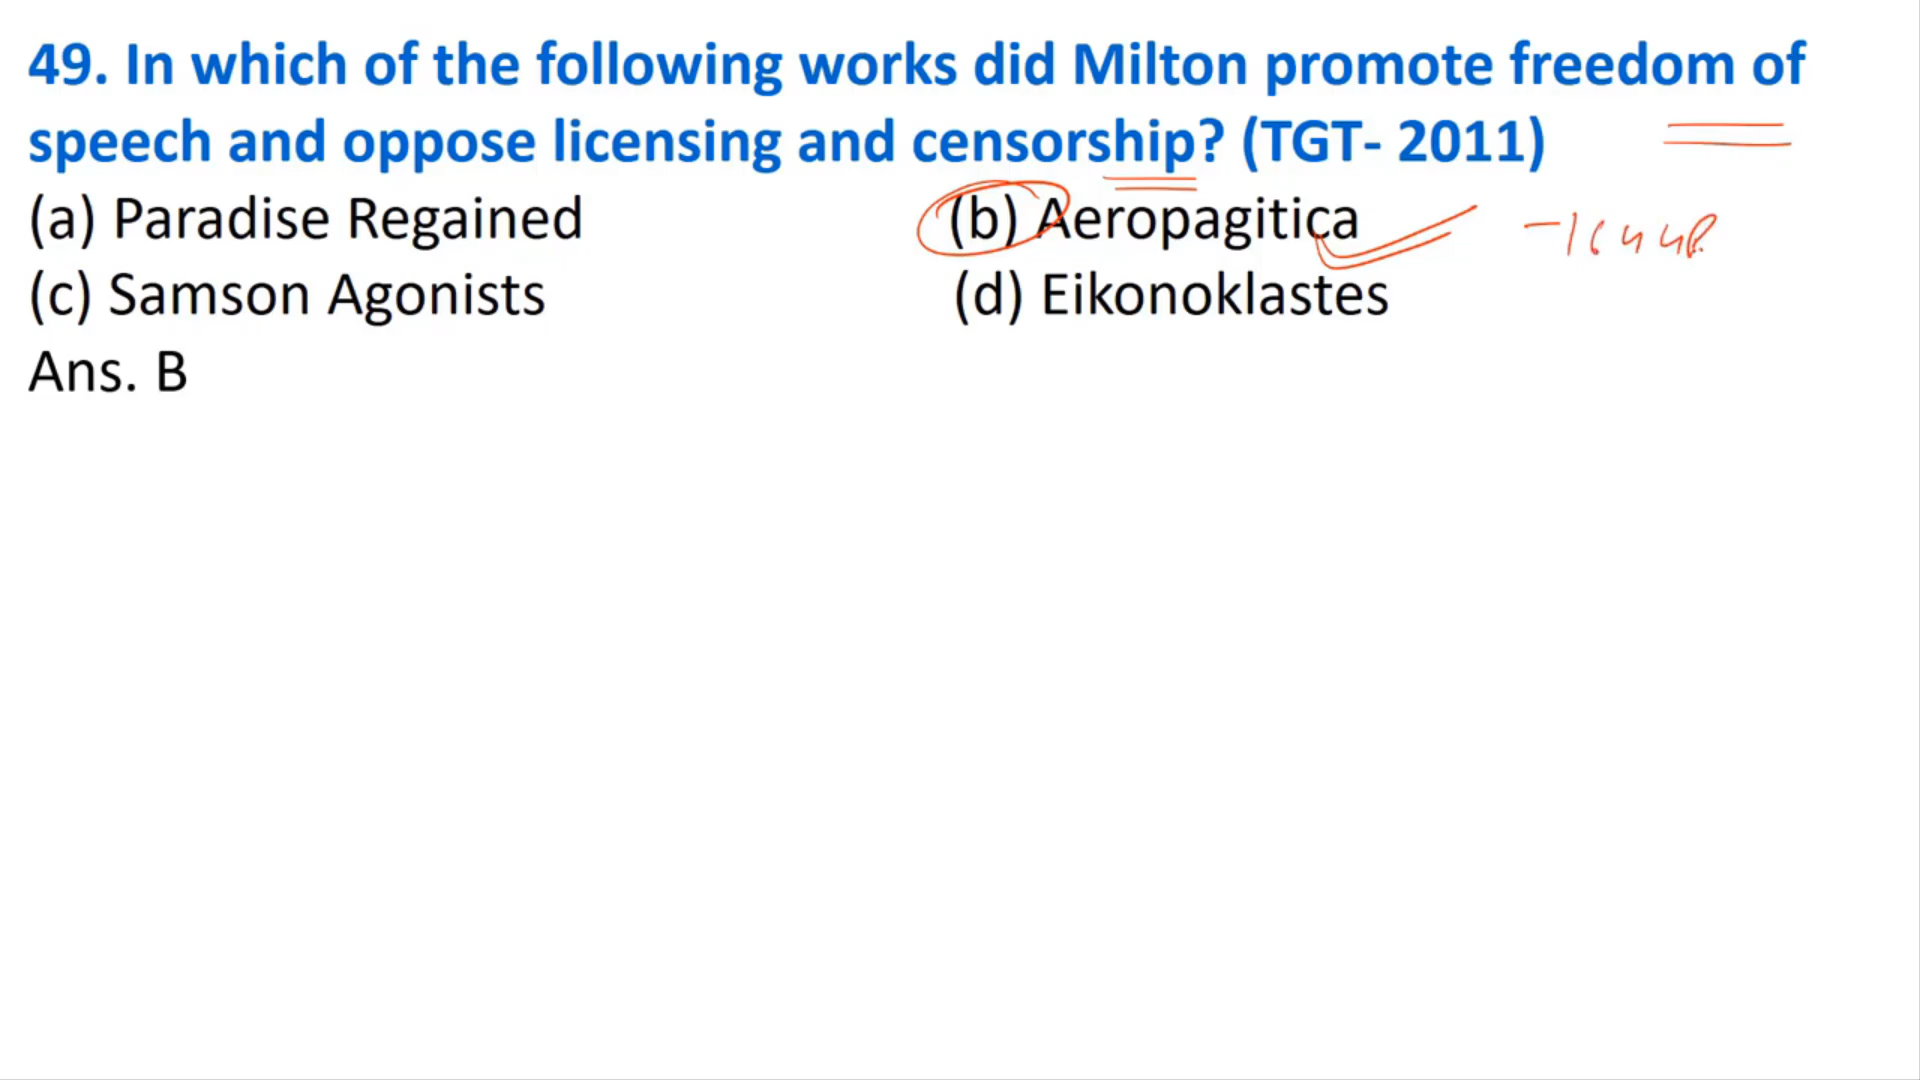 49. In which of the following works did Milton promote freedom of
speech and oppose licensing and censorship? (TGT- 2011)
(a) Paradise Regained (b) Aeropagitica
(c) Samson Agonists (d) Eikonoklastes
Ans. B